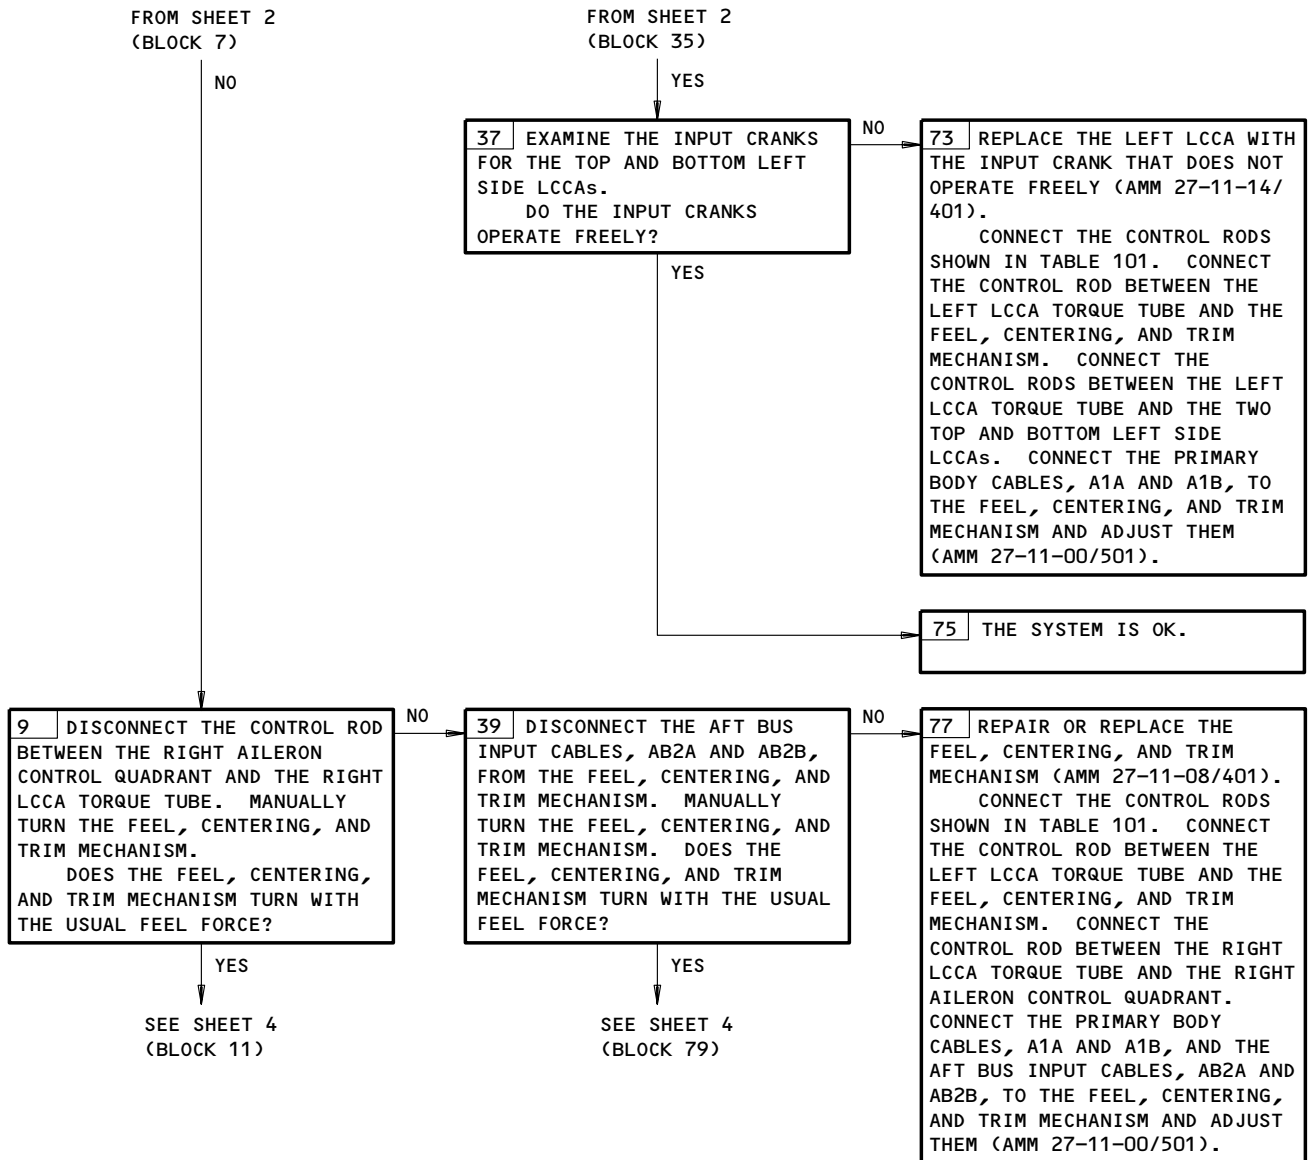 FROM SHEET 2
(BLOCK 7)
NO
FROM SHEET 2
(BLOCK 35)
YES
37 EXAMINE THE INPUT CRANKS
FOR THE TOP AND BOTTOM LEFT
SIDE LCCAs.
DO THE INPUT CRANKS
OPERATE FREELY?
NO
YES
73 REPLACE THE LEFT LCCA WITH
THE INPUT CRANK THAT DOES NOT
OPERATE FREELY (AMM 27-11-14/
401).
CONNECT THE CONTROL RODS
SHOWN IN TABLE 101. CONNECT
THE CONTROL ROD BETWEEN THE
LEFT LCCA TORQUE TUBE AND THE
FEEL, CENTERING, AND TRIM
MECHANISM. CONNECT THE
CONTROL RODS BETWEEN THE LEFT
LCCA TORQUE TUBE AND THE TWO
TOP AND BOTTOM LEFT SIDE
LCCAs. CONNECT THE PRIMARY
BODY CABLES, A1A AND A1B, TO
THE FEEL, CENTERING, AND TRIM
MECHANISM AND ADJUST THEM
(AMM 27-11-00/501).
75 THE SYSTEM IS OK.
9 DISCONNECT THE CONTROL ROD
BETWEEN THE RIGHT AILERON
CONTROL QUADRANT AND THE RIGHT
LCCA TORQUE TUBE. MANUALLY
TURN THE FEEL, CENTERING, AND
TRIM MECHANISM.
DOES THE FEEL, CENTERING,
AND TRIM MECHANISM TURN WITH
THE USUAL FEEL FORCE?
NO
YES
SEE SHEET 4
(BLOCK 11)
39 DISCONNECT THE AFT BUS
INPUT CABLES, AB2A AND AB2B,
FROM THE FEEL, CENTERING, AND
TRIM MECHANISM. MANUALLY
TURN THE FEEL, CENTERING, AND
TRIM MECHANISM. DOES THE
FEEL, CENTERING, AND TRIM
MECHANISM TURN WITH THE USUAL
FEEL FORCE?
NO
YES
SEE SHEET 4
(BLOCK 79)
77 REPAIR OR REPLACE THE
FEEL, CENTERING, AND TRIM
MECHANISM (AMM 27-11-08/401).
CONNECT THE CONTROL RODS
SHOWN IN TABLE 101. CONNECT
THE CONTROL ROD BETWEEN THE
LEFT LCCA TORQUE TUBE AND THE
FEEL, CENTERING, AND TRIM
MECHANISM. CONNECT THE
CONTROL ROD BETWEEN THE RIGHT
LCCA TORQUE TUBE AND THE RIGHT
AILERON CONTROL QUADRANT.
CONNECT THE PRIMARY BODY
CABLES, A1A AND A1B, AND THE
AFT BUS INPUT CABLES, AB2A AND
AB2B, TO THE FEEL, CENTERING,
AND TRIM MECHANISM AND ADJUST
THEM (AMM 27-11-00/501).